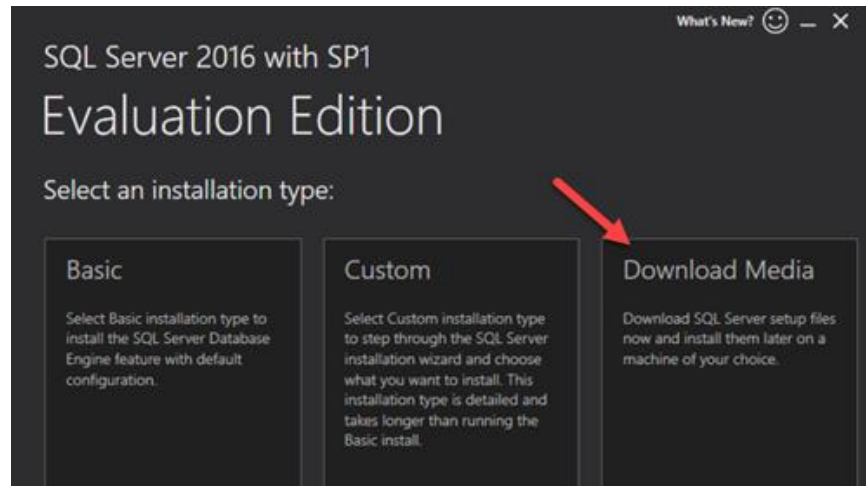 What's New?
SQL Server 2016 with SP1
Evaluation Edition
Select an installation type:
Basic
Select Basic installation type to
install the SQL Server Database
Engine feature with default
configuration.
Custom
Select Custom installation type
to step through the SQL Server
installation wizard and choose
what you want to install. This
installation type is detailed and
takes longer than running the
Basic install.
Download Media
Download SQL Server setup files
now and install them later on a
machine of your choice.